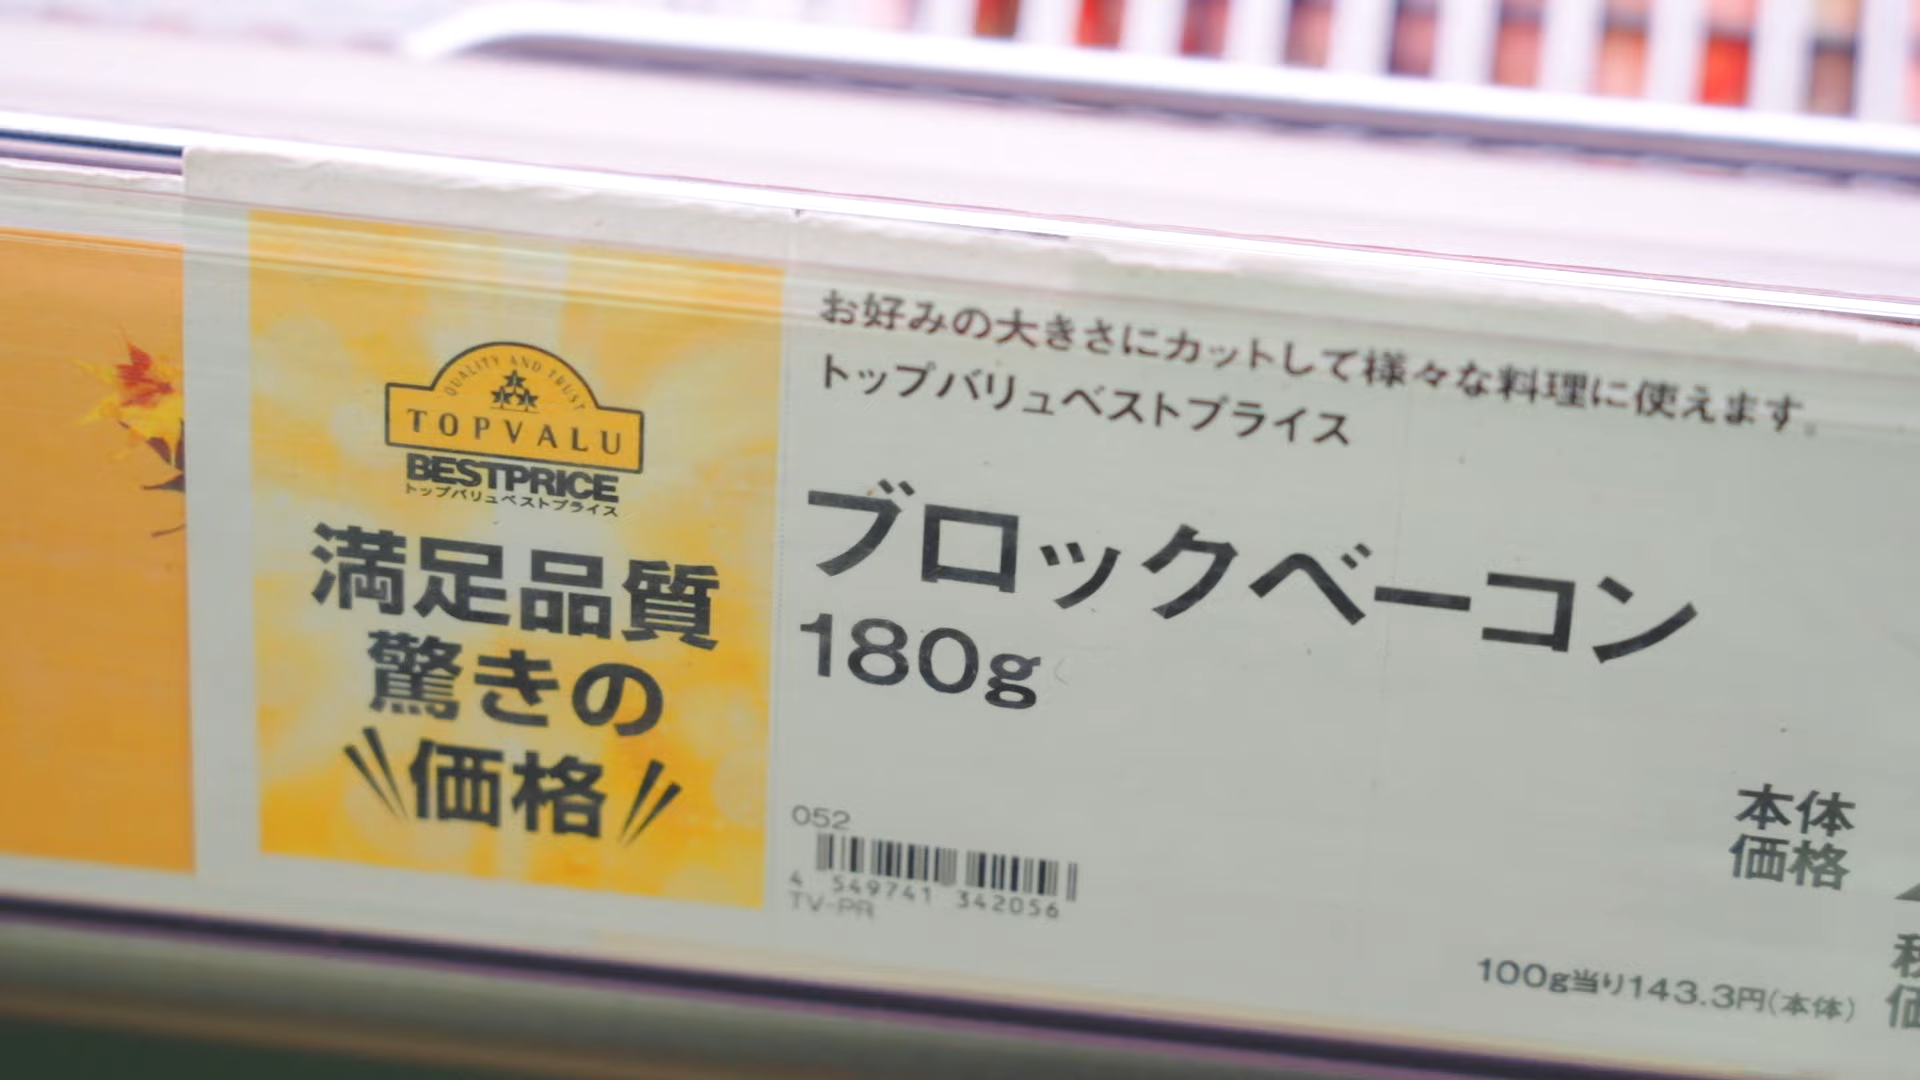 QUALITY AND TRUST
TOPVALU
BESTPRICE
トップバリュベストプライス
満足品質
驚きの
価格
お好みの大きさにカットして様々な料理に使えます。
トップバリュベストプライス
ブロックベーコン
180g
052
4 549741 342056
TV-PR
本体
価格
100g当り143.3円(本体)